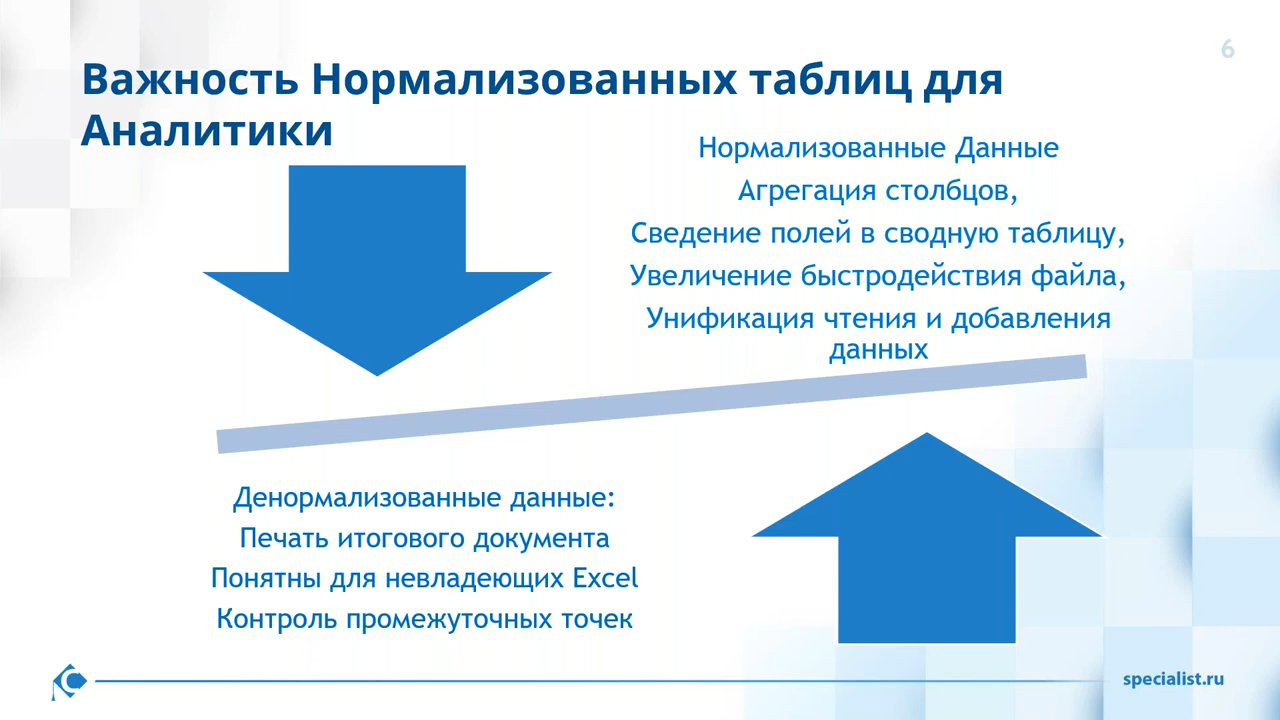 6
Важность Нормализованных таблиц для
Аналитики
Нормализованные Данные
Агрегация столбцов,
Сведение полей в сводную таблицу,
Увеличение быстродействия файла,
Унификация чтения и добавления
данных
Денормализованные данные:
Печать итогового документа
Понятны для невладеющих Excel
Контроль промежуточных точек
specialist.ru